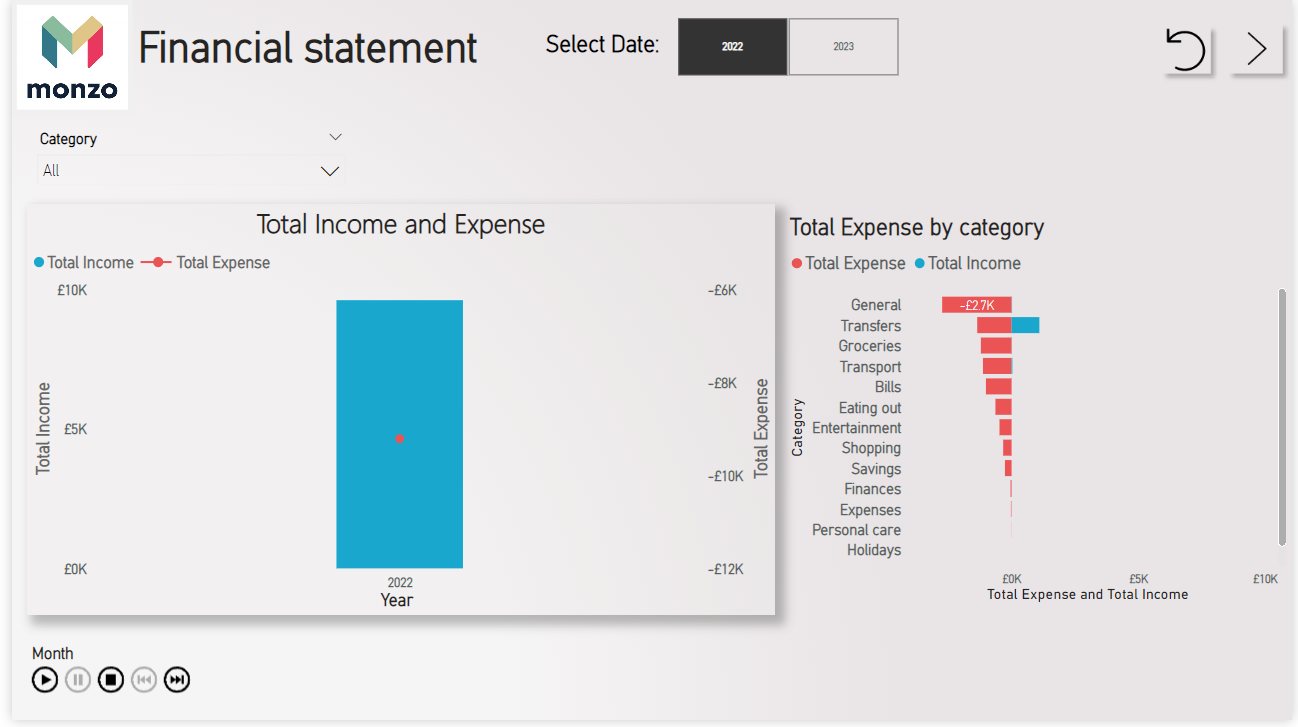 monzo
Financial statement
Select Date:
2022
2023
Category
All
Total Income and Expense
Total Income
Total Expense
£10K
£5K
£0K
Total Income
-£6K
-£8K
-£10K
-£12K
Total Expense
2022
Year
Total Expense by category
Total Expense
Total Income
Category
General
-£2.7K
Transfers
Groceries
Transport
Bills
Eating out
Entertainment
Shopping
Savings
Finances
Expenses
Personal care
Holidays
£0K
£5K
£10K
Total Expense and Total Income
Month